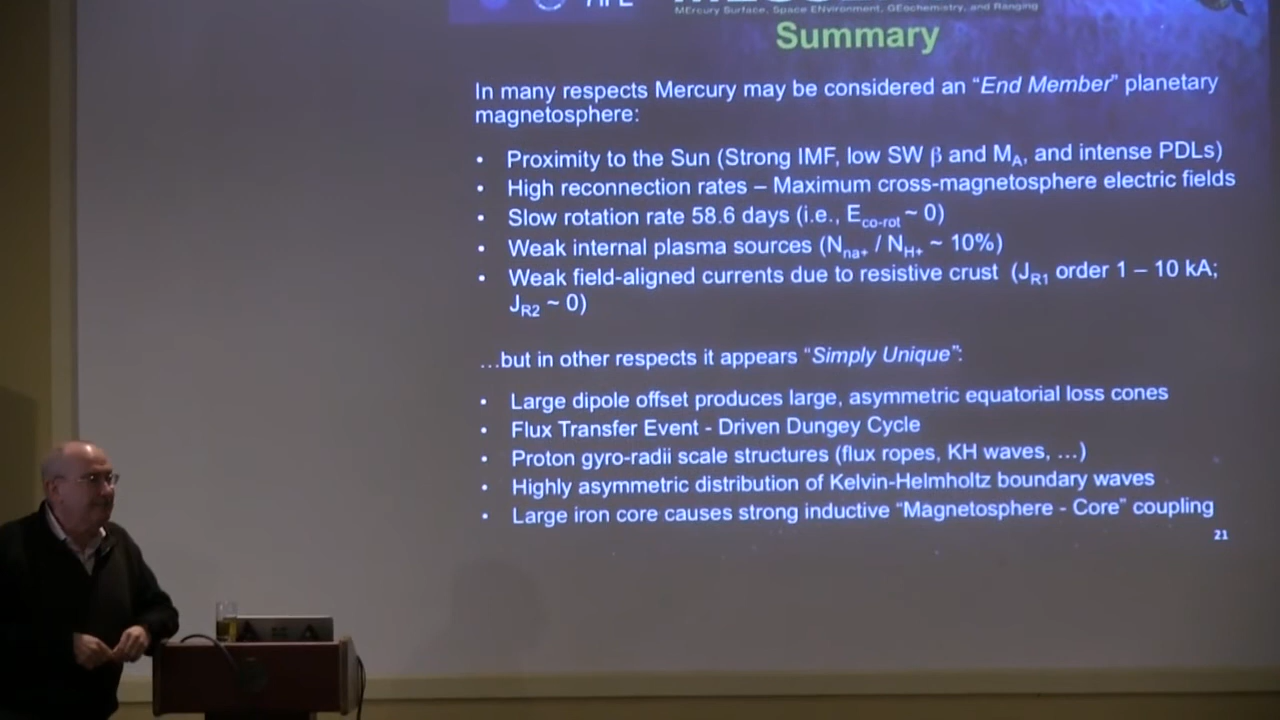 MErcury Surface, Space ENvironment, GEochemistry, and Ranging
Summary
In many respects Mercury may be considered an “End Member” planetary
magnetosphere:
• Proximity to the Sun (Strong IMF, low SW β and MA, and intense PDLs)
• High reconnection rates – Maximum cross-magnetosphere electric fields
• Slow rotation rate 58.6 days (i.e., Eco-rot ~ 0)
• Weak internal plasma sources (Nna+ / NH+ ~ 10%)
• Weak field-aligned currents due to resistive crust (JR1 order 1 – 10 kA;
JR2 ~ 0)
…but in other respects it appears “Simply Unique”:
• Large dipole offset produces large, asymmetric equatorial loss cones
• Flux Transfer Event - Driven Dungey Cycle
• Proton gyro-radii scale structures (flux ropes, KH waves, …)
• Highly asymmetric distribution of Kelvin-Helmholtz boundary waves
• Large iron core causes strong inductive “Magnetosphere - Core” coupling
21